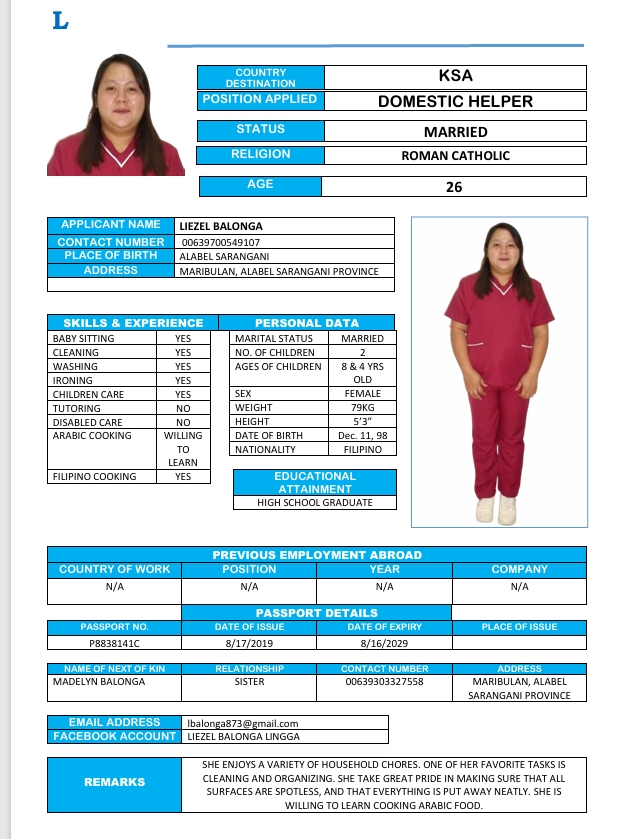 L
COUNTRY DESTINATION KSA
POSITION APPLIED DOMESTIC HELPER
STATUS MARRIED
RELIGION ROMAN CATHOLIC
AGE 26
APPLICANT NAME LIEZEL BALONGA
CONTACT NUMBER 00639700549107
PLACE OF BIRTH ALABEL SARANGANI
ADDRESS MARIBULAN, ALABEL SARANGANI PROVINCE
SKILLS & EXPERIENCE
BABY SITTING YES
CLEANING YES
WASHING YES
IRONING YES
CHILDREN CARE YES
TUTORING NO
DISABLED CARE NO
ARABIC COOKING WILLING
TO
LEARN
FILIPINO COOKING YES
PERSONAL DATA
MARITAL STATUS MARRIED
NO. OF CHILDREN 2
AGES OF CHILDREN 8 & 4 YRS
OLD
SEX FEMALE
WEIGHT 79KG
HEIGHT 5’3”
DATE OF BIRTH Dec. 11, 98
NATIONALITY FILIPINO
EDUCATIONAL
ATTAINMENT
HIGH SCHOOL GRADUATE
PREVIOUS EMPLOYMENT ABROAD
COUNTRY OF WORK POSITION YEAR COMPANY
N/A N/A N/A N/A
PASSPORT DETAILS
PASSPORT NO. DATE OF ISSUE DATE OF EXPIRY PLACE OF ISSUE
P8838141C 8/17/2019 8/16/2029
NAME OF NEXT OF KIN RELATIONSHIP CONTACT NUMBER ADDRESS
MADELYN BALONGA SISTER 00639303327558 MARIBULAN, ALABEL
SARANGANI PROVINCE
EMAIL ADDRESS lbalonga873@gmail.com
FACEBOOK ACCOUNT LIEZEL BALONGA LINGGA
REMARKS
SHE ENJOYS A VARIETY OF HOUSEHOLD CHORES. ONE OF HER FAVORITE TASKS IS
CLEANING AND ORGANIZING. SHE TAKE GREAT PRIDE IN MAKING SURE THAT ALL
SURFACES ARE SPOTLESS, AND THAT EVERYTHING IS PUT AWAY NEATLY. SHE IS
WILLING TO LEARN COOKING ARABIC FOOD.